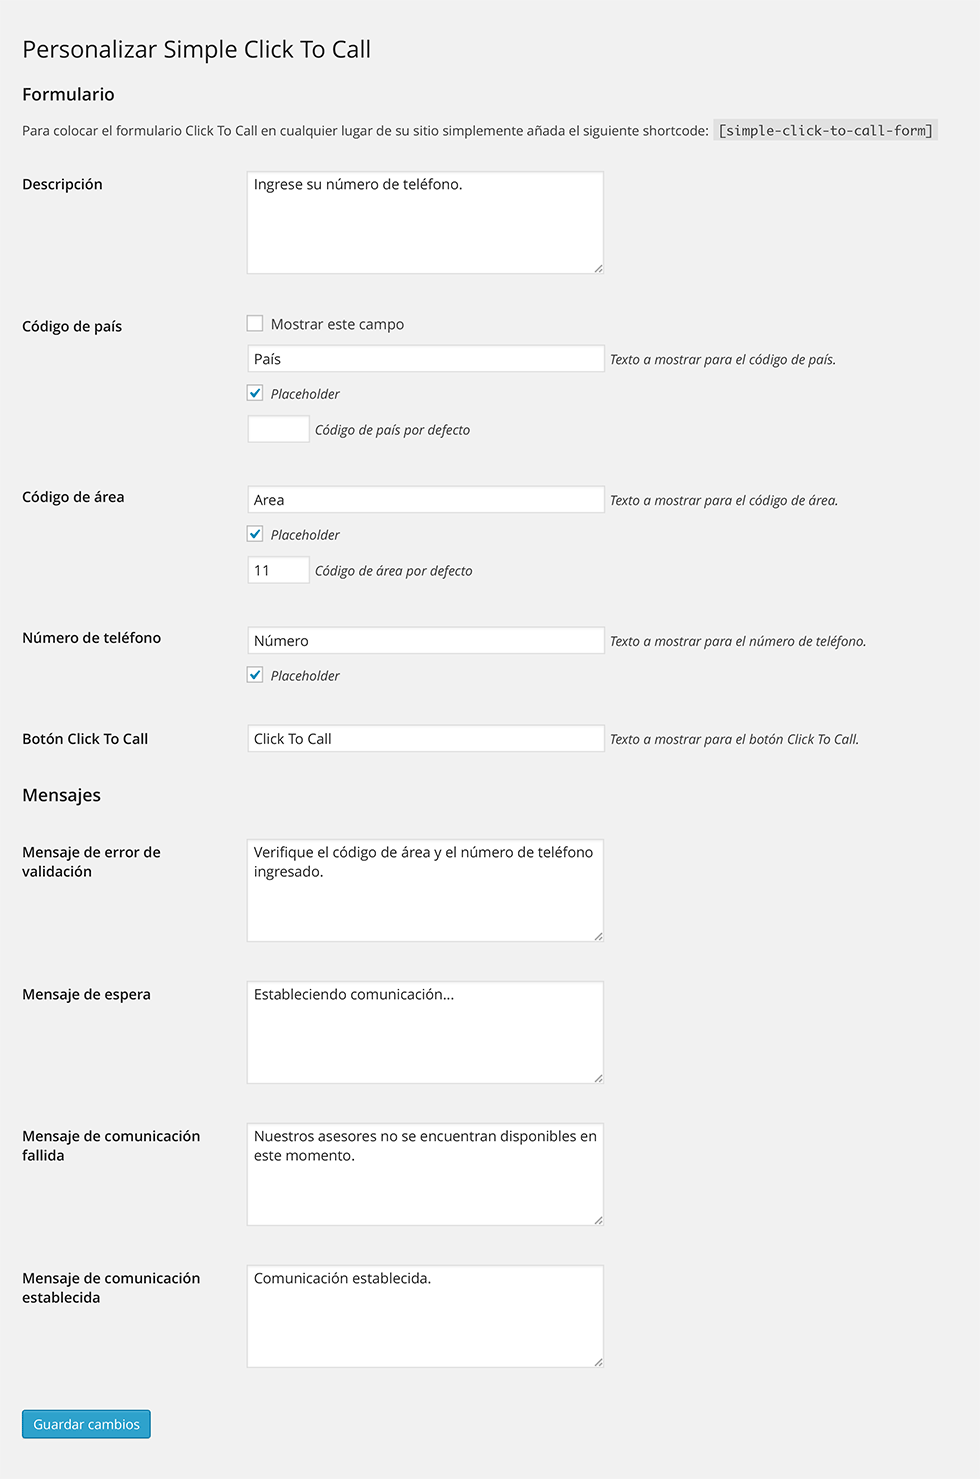 Personalizar Simple Click To Call
Formulario
Para colocar el formulario Click To Call en cualquier lugar de su sitio simplemente añada el siguiente shortcode: [simple-click-to-call-form]
Descripción
Ingrese su número de teléfono.
Código de país
Mostrar este campo
País
Texto a mostrar para el código de país.
Placeholder
Código de país por defecto
Código de área
Area
Texto a mostrar para el código de área.
Placeholder
11
Código de área por defecto
Número de teléfono
Número
Texto a mostrar para el número de teléfono.
Placeholder
Botón Click To Call
Click To Call
Texto a mostrar para el botón Click To Call.
Mensajes
Mensaje de error de
validación
Verifique el código de área y el número de teléfono
ingresado.
Mensaje de espera
Estableciendo comunicación...
Mensaje de comunicación
fallida
Nuestros asesores no se encuentran disponibles en
este momento.
Mensaje de comunicación
establecida
Comunicación establecida.
Guardar cambios